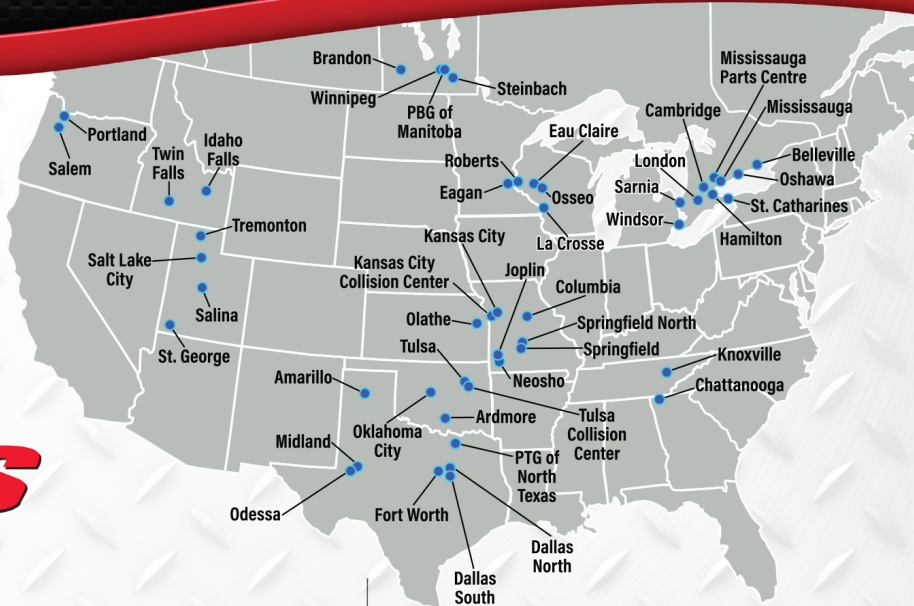 Mississauga
Parts Centre
Brandon
Steinbach
Winnipeg
PBG of
Manitoba
Cambridge
Mississauga
Portland
Salem
Twin
Falls
Idaho
Falls
Eau Claire
Roberts
Eagan
Osseo
La Crosse
London
Sarnia
Windsor
Belleville
Oshawa
St. Catharines
Hamilton
Tremonton
Salt Lake
City
Salina
St. George
Kansas City
Kansas City
Collision Center
Joplin
Columbia
Olathe
Springfield North
Springfield
Tulsa
Neosho
Knoxville
Chattanooga
Amarillo
Oklahoma
City
Ardmore
Tulsa
Collision
Center
Midland
Odessa
PTG of
North
Texas
Fort Worth
Dallas
North
Dallas
South